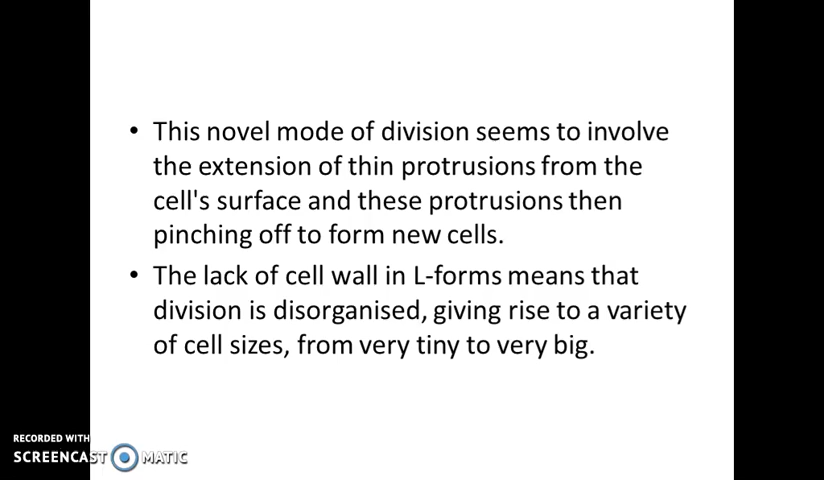 • This novel mode of division seems to involve
the extension of thin protrusions from the
cell's surface and these protrusions then
pinching off to form new cells.
• The lack of cell wall in L-forms means that
division is disorganised, giving rise to a variety
of cell sizes, from very tiny to very big.
RECORDED WITH
SCREENCAST MATIC